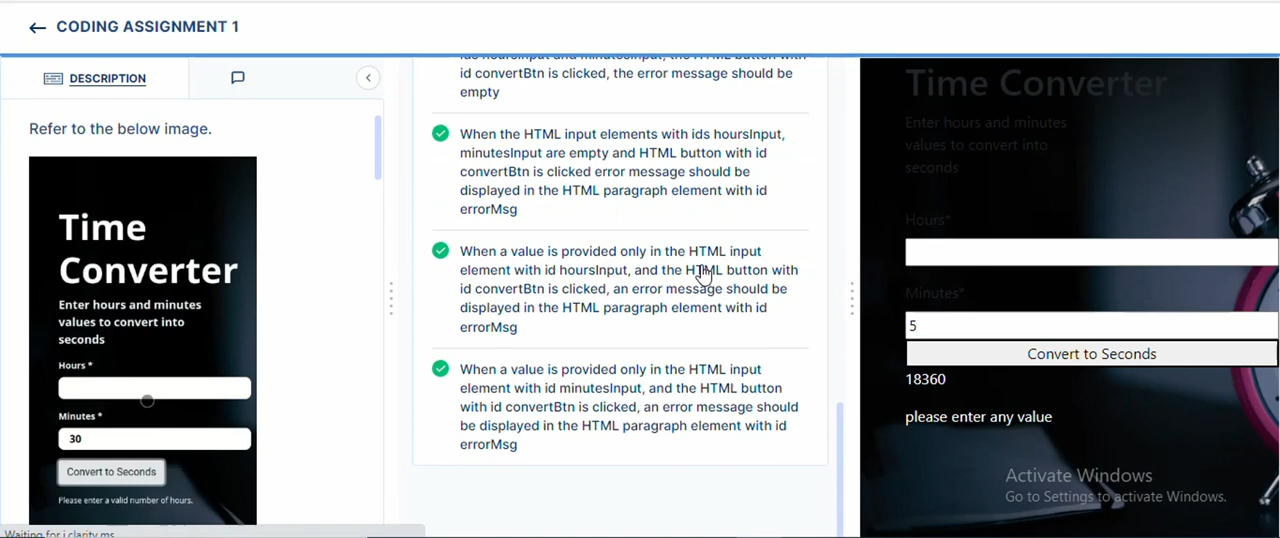 CODING ASSIGNMENT 1
DESCRIPTION
Refer to the below image.
Time
Converter
Enter hours and minutes
values to convert into
seconds
Hours *
Minutes *
30
Convert to Seconds
Please enter a valid number of hours.
Waiting for i.clarity.ms
ids hoursInput and minutesInput, the HTML button with
id convertBtn is clicked, the error message should be
empty
When the HTML input elements with ids hoursInput,
minutesInput are empty and HTML button with id
convertBtn is clicked error message should be
displayed in the HTML paragraph element with id
errorMsg
When a value is provided only in the HTML input
element with id hoursInput, and the HTML button with
id convertBtn is clicked, an error message should be
displayed in the HTML paragraph element with id
errorMsg
When a value is provided only in the HTML input
element with id minutesInput, and the HTML button
with id convertBtn is clicked, an error message should
be displayed in the HTML paragraph element with id
errorMsg
Time Converter
Enter hours and minutes
values to convert into
seconds
Hours*
Minutes*
5
Convert to Seconds
18360
please enter any value
Activate Windows
Go to Settings to activate Windows.